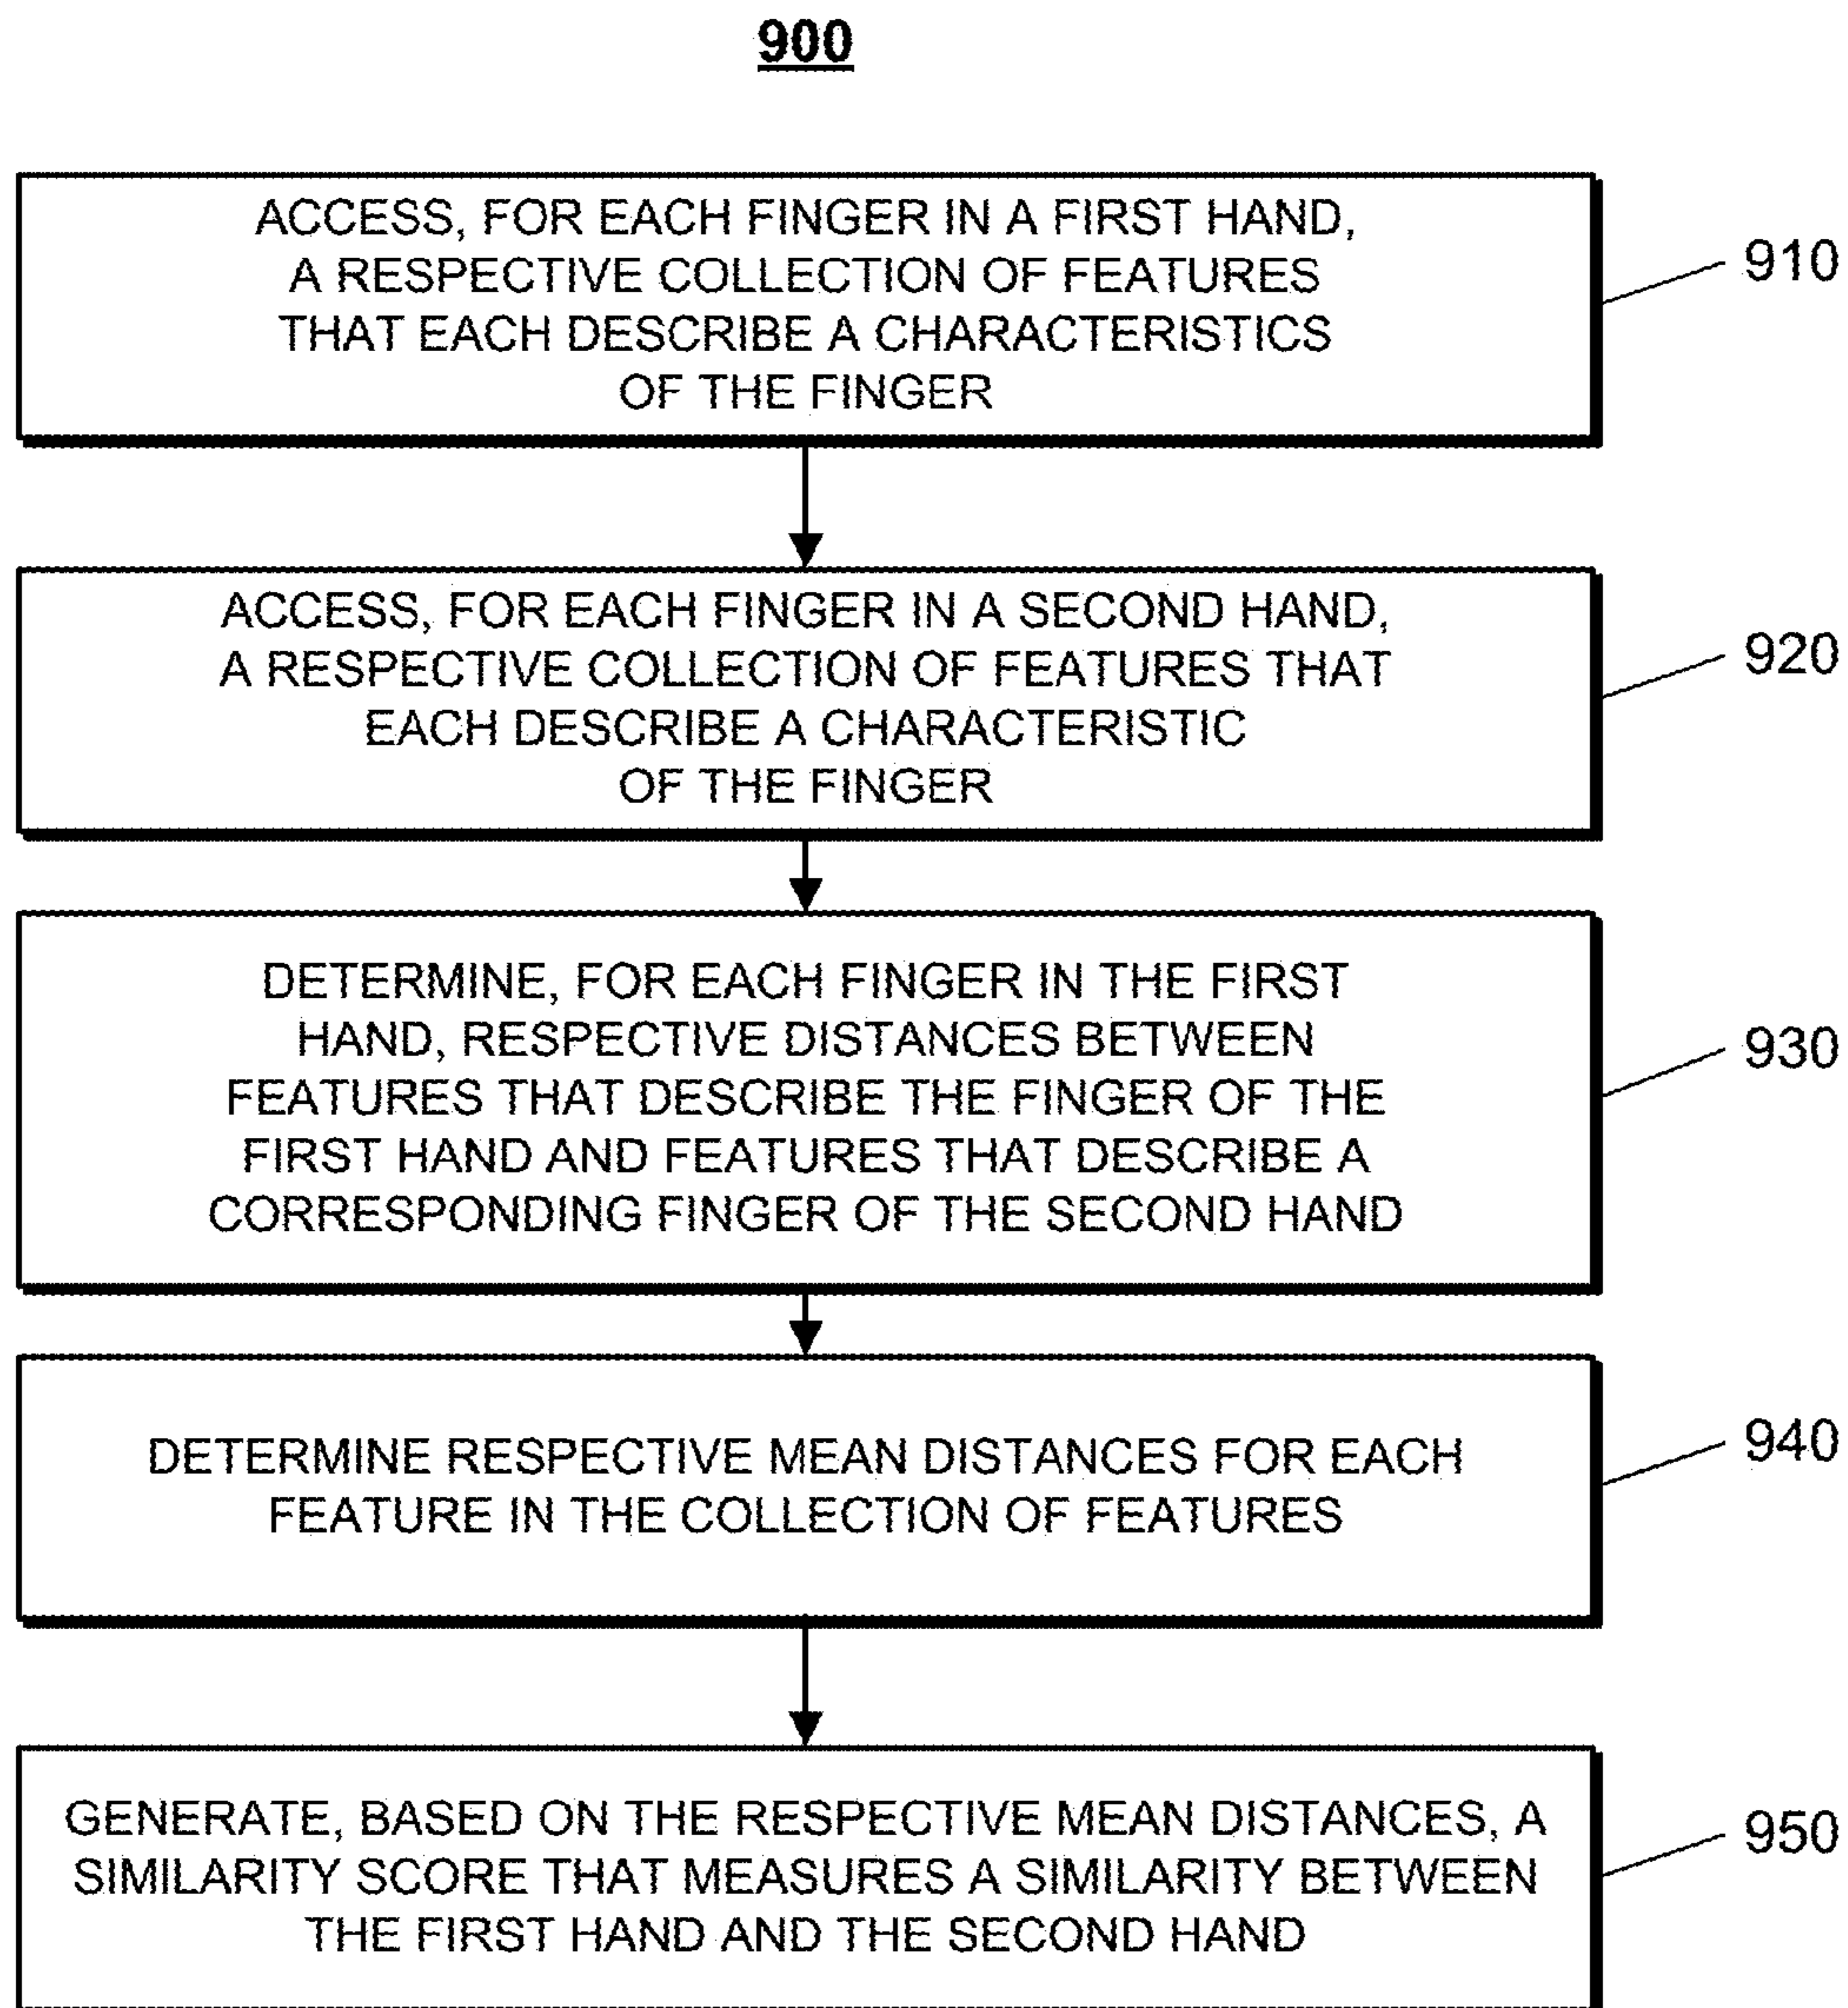 900
ACCESS, FOR EACH FINGER IN A FIRST HAND,
A RESPECTIVE COLLECTION OF FEATURES
THAT EACH DESCRIBE A CHARACTERISTICS
OF THE FINGER
910
ACCESS, FOR EACH FINGER IN A SECOND HAND,
A RESPECTIVE COLLECTION OF FEATURES THAT
EACH DESCRIBE A CHARACTERISTIC
OF THE FINGER
920
DETERMINE, FOR EACH FINGER IN THE FIRST
HAND, RESPECTIVE DISTANCES BETWEEN
FEATURES THAT DESCRIBE THE FINGER OF THE
FIRST HAND AND FEATURES THAT DESCRIBE A
CORRESPONDING FINGER OF THE SECOND HAND
930
DETERMINE RESPECTIVE MEAN DISTANCES FOR EACH
FEATURE IN THE COLLECTION OF FEATURES
940
GENERATE, BASED ON THE RESPECTIVE MEAN DISTANCES, A
SIMILARITY SCORE THAT MEASURES A SIMILARITY BETWEEN
THE FIRST HAND AND THE SECOND HAND
950